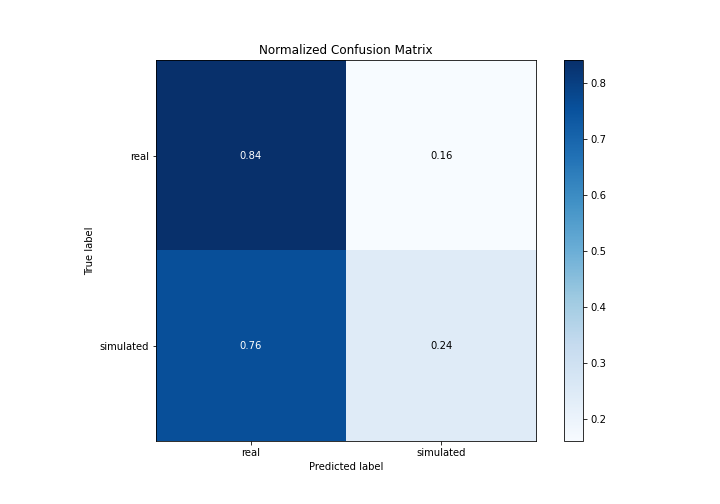 Normalized Confusion Matrix
True label
real
simulated
0.84
0.16
0.76
0.24
real
simulated
Predicted label
0.8
0.7
0.6
0.5
0.4
0.3
0.2